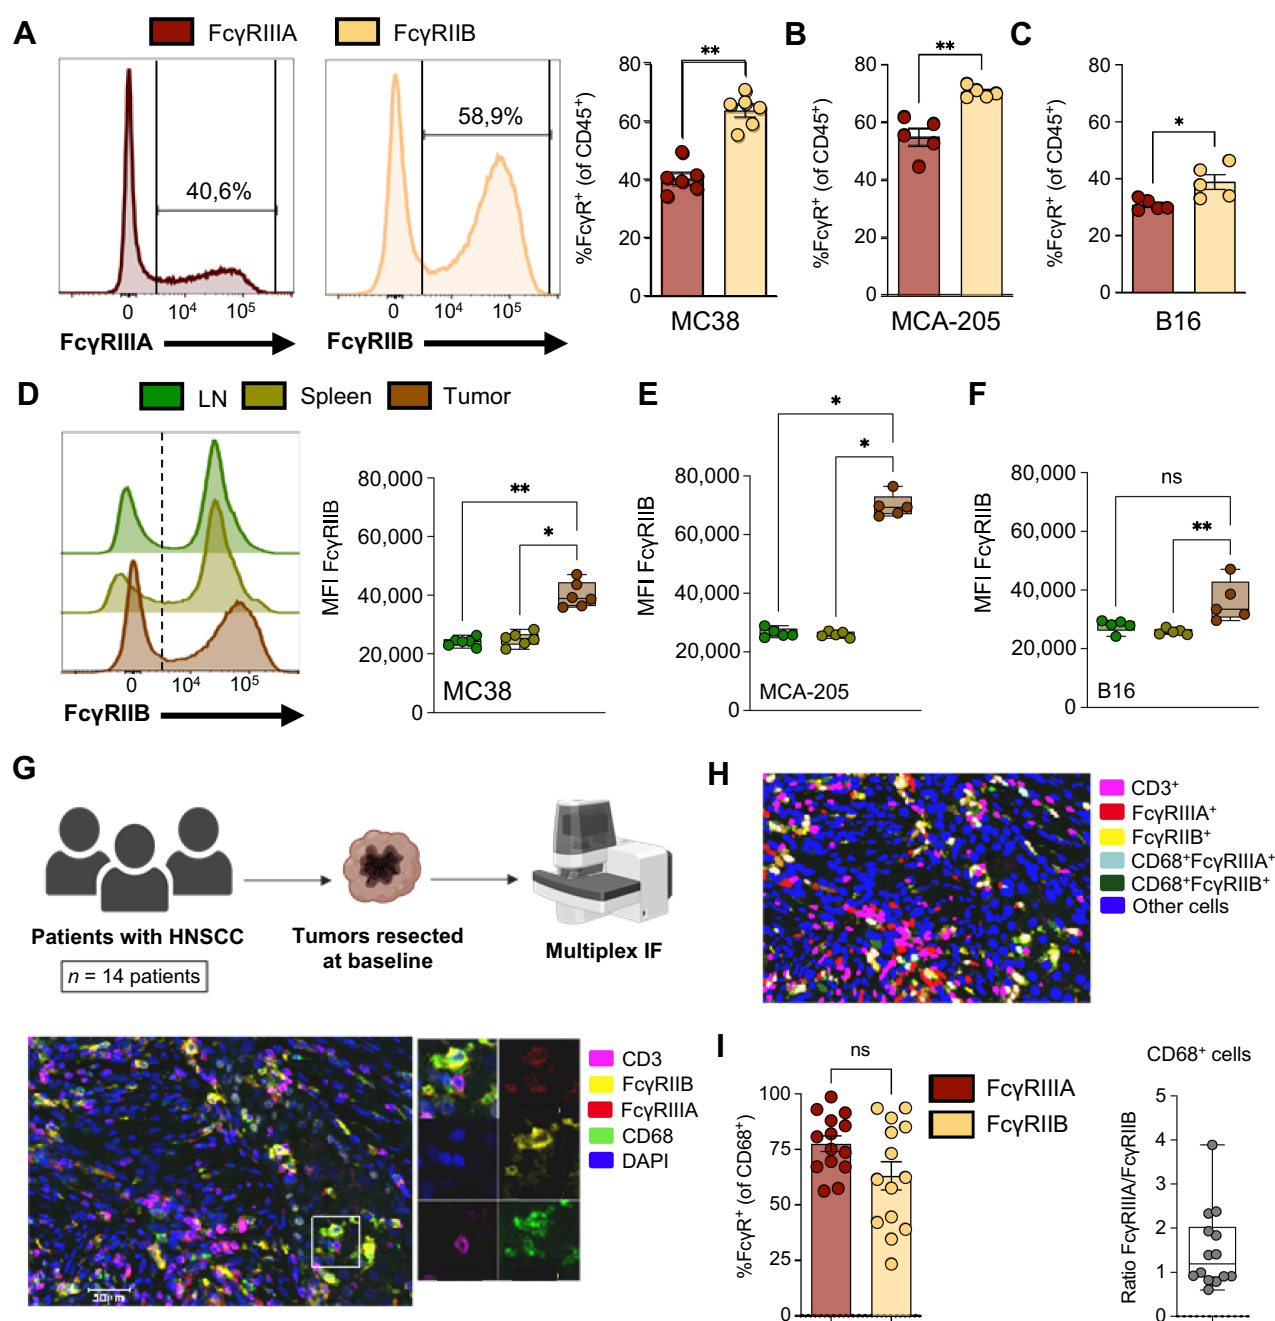 A
FcγRIIIA
FcγRIIB
40,6%
0
10⁴
10⁵
FcγRIIIA
58,9%
0
10⁴
10⁵
FcγRIIB
%FcγR⁺ (of CD45⁺)
80
60
40
20
0
**
MC38
B
%FcγR⁺ (of CD45⁺)
80
60
40
20
0
**
MCA-205
C
%FcγR⁺ (of CD45⁺)
80
60
40
20
0
*
B16
D
LN
Spleen
Tumor
0
10⁴
10⁵
FcγRIIB
MFI FcγRIIB
80,000
60,000
40,000
20,000
0
**
*
MC38
E
MFI FcγRIIB
80,000
60,000
40,000
20,000
0
*
*
MCA-205
F
MFI FcγRIIB
80,000
60,000
40,000
20,000
0
ns
**
B16
G
Patients with HNSCC
n = 14 patients
Tumors resected
at baseline
Multiplex IF
CD3
FcγRIIB
FcγRIIIA
CD68
DAPI
30μm
H
CD3⁺
FcγRIIIA⁺
FcγRIIB⁺
CD68⁺FcγRIIIA⁺
CD68⁺FcγRIIB⁺
Other cells
I
%FcγR⁺ (of CD68⁺)
100
75
50
25
0
ns
FcγRIIIA
FcγRIIB
CD68⁺ cells
Ratio FcγRIIIA/FcγRIIB
5
4
3
2
1
0